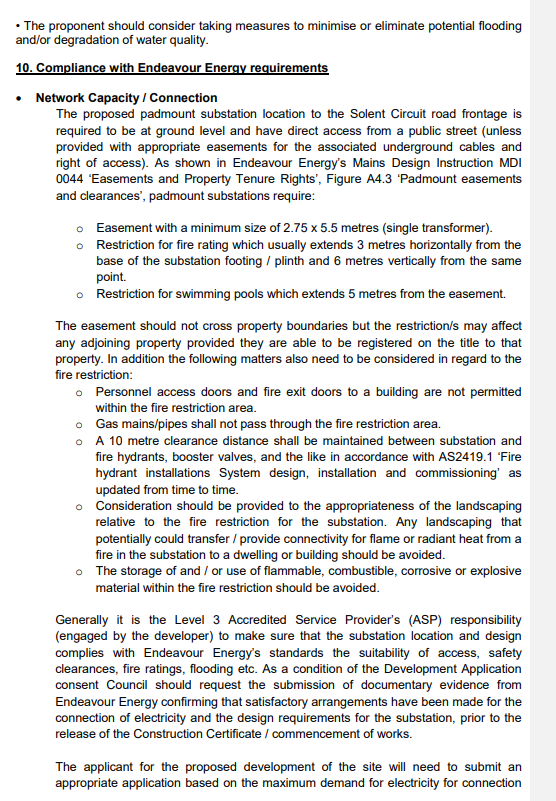 • The proponent should consider taking measures to minimise or eliminate potential flooding
and/or degradation of water quality.
10. Compliance with Endeavour Energy requirements
• Network Capacity / Connection
The proposed padmount substation location to the Solent Circuit road frontage is
required to be at ground level and have direct access from a public street (unless
provided with appropriate easements for the associated underground cables and
right of access). As shown in Endeavour Energy's Mains Design Instruction MDI
0044 'Easements and Property Tenure Rights', Figure A4.3 'Padmount easements
and clearances', padmount substations require:
o Easement with a minimum size of 2.75 x 5.5 metres (single transformer).
o Restriction for fire rating which usually extends 3 metres horizontally from the
base of the substation footing / plinth and 6 metres vertically from the same
point.
o Restriction for swimming pools which extends 5 metres from the easement.
The easement should not cross property boundaries but the restriction/s may affect
any adjoining property provided they are able to be registered on the title to that
property. In addition the following matters also need to be considered in regard to the
fire restriction:
o Personnel access doors and fire exit doors to a building are not permitted
within the fire restriction area.
o Gas mains/pipes shall not pass through the fire restriction area.
o A 10 metre clearance distance shall be maintained between substation and
fire hydrants, booster valves, and the like in accordance with AS2419.1 'Fire
hydrant installations System design, installation and commissioning' as
updated from time to time.
o Consideration should be provided to the appropriateness of the landscaping
relative to the fire restriction for the substation. Any landscaping that
potentially could transfer / provide connectivity for flame or radiant heat from a
fire in the substation to a dwelling or building should be avoided.
o The storage of and / or use of flammable, combustible, corrosive or explosive
material within the fire restriction should be avoided.
Generally it is the Level 3 Accredited Service Provider's (ASP) responsibility
(engaged by the developer) to make sure that the substation location and design
complies with Endeavour Energy's standards the suitability of access, safety
clearances, fire ratings, flooding etc. As a condition of the Development Application
consent Council should request the submission of documentary evidence from
Endeavour Energy confirming that satisfactory arrangements have been made for the
connection of electricity and the design requirements for the substation, prior to the
release of the Construction Certificate / commencement of works.
The applicant for the proposed development of the site will need to submit an
appropriate application based on the maximum demand for electricity for connection